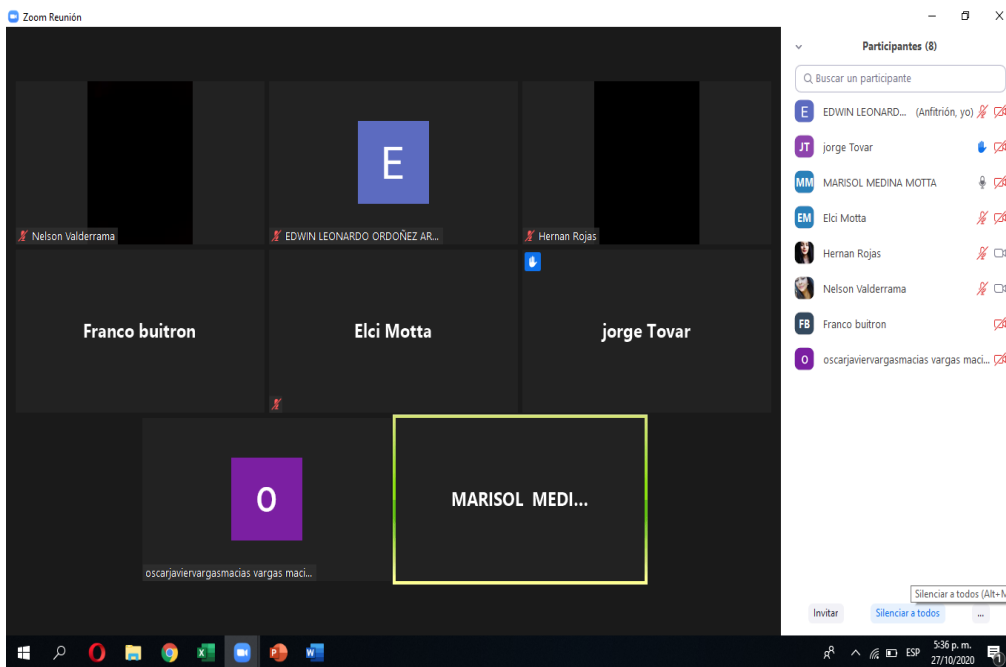 Zoom Reunión
Participantes (8)
Buscar un participante
E EDWIN LEONARD... (Anfitrión, yo)
JT jorge Tovar
MM MARISOL MEDINA MOTTA
EM Elci Motta
Hernan Rojas
Nelson Valderrama
FB Franco buitron
O oscarjaviervargasmacias vargas maci...
E
Nelson Valderrama
EDWIN LEONARDO ORDOÑEZ AR...
Hernan Rojas
Franco buitron
Elci Motta
jorge Tovar
O
MARISOL MEDI...
oscarjaviervargasmacias vargas maci...
Silenciar a todos (Alt+M
Invitar
Silenciar a todos
...
ESP
5:36 p. m.
27/10/2020
1